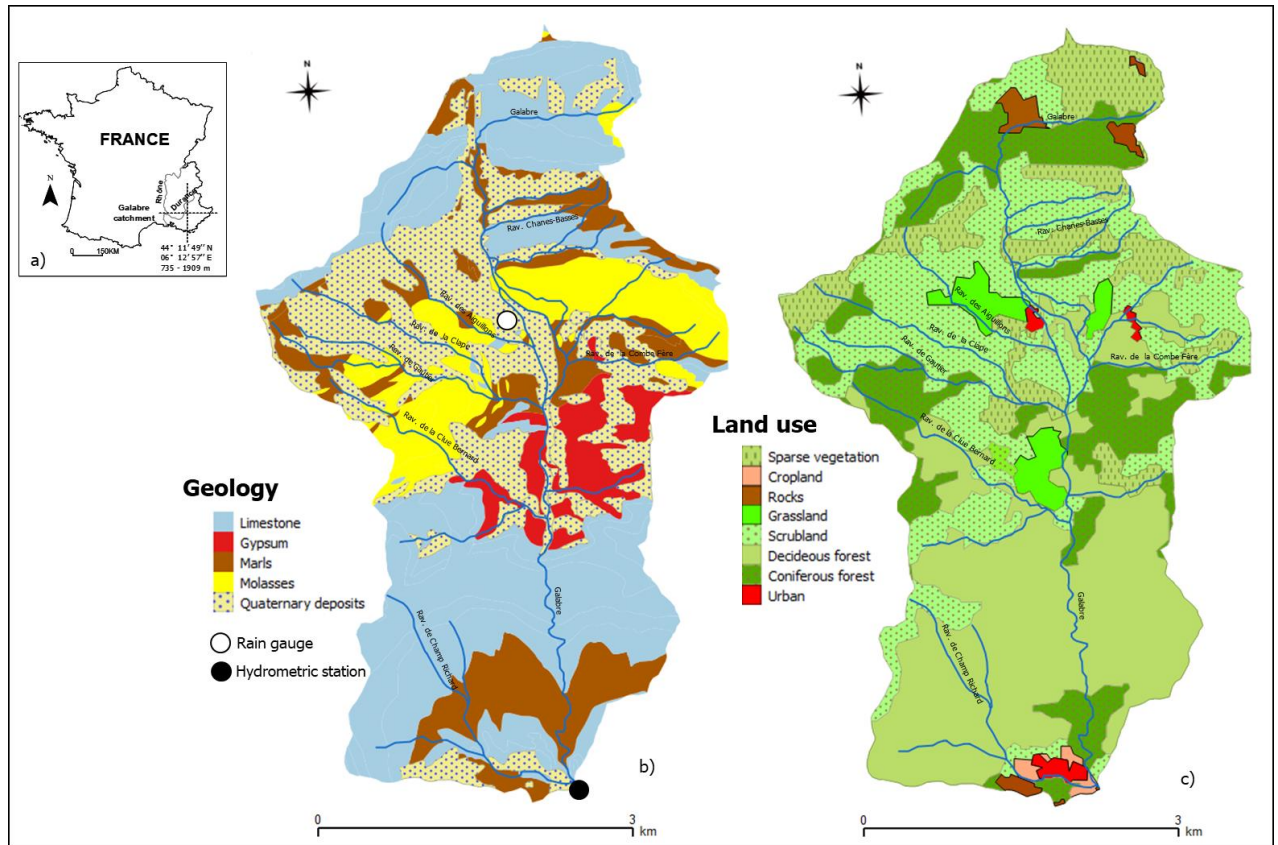 N
FRANCE
Rhône
Durance
N
Galabre
catchment
0 150KM
44° 11' 49'' N
06° 12' 57'' E
735 - 1909 m
a)
N
Galabre
Rav. Chanes-Basses
Rav. des Aiguillons
Rav. de la Clape
Rav. de Gautier
Rav. de la Combe Fère
Rav. de la Clue Bernard
Galabre
Rav. de Champ Richard
Geology
Limestone
Gypsum
Marls
Molasses
Quaternary deposits
Rain gauge
Hydrometric station
b)
0 3
km
N
Galabre
Rav. Chanes-Basses
Rav. des Aiguillons
Rav. de la Clape
Rav. de Gautier
Rav. de la Combe Fère
Rav. de la Clue Bernard
Galabre
Rav. de Champ Richard
Land use
Sparse vegetation
Cropland
Rocks
Grassland
Scrubland
Decideous forest
Coniferous forest
Urban
c)
0 3
km